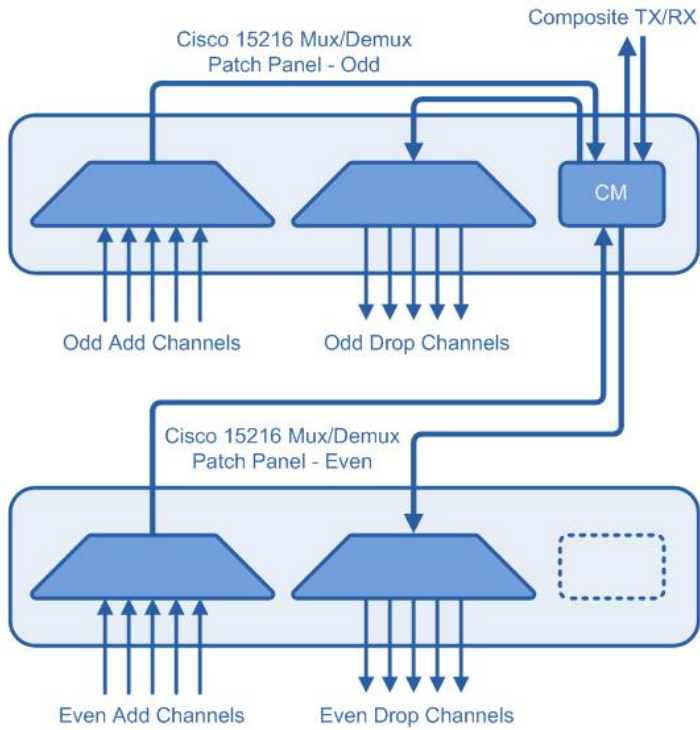 Composite TX/RX
Cisco 15216 Mux/Demux
Patch Panel - Odd
CM
Odd Add Channels
Odd Drop Channels
Cisco 15216 Mux/Demux
Patch Panel - Even
Even Add Channels
Even Drop Channels